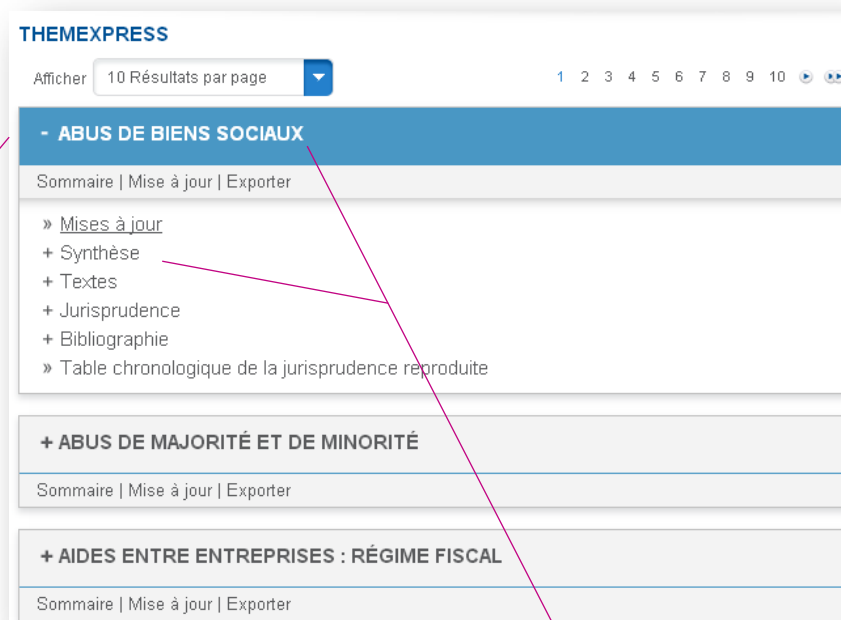 THEMEXPRESS
Afficher 10 Résultats par page 1 2 3 4 5 6 7 8 9 10
- ABUS DE BIENS SOCIAUX
Sommaire | Mise à jour | Exporter
» Mises à jour
+ Synthèse
+ Textes
+ Jurisprudence
+ Bibliographie
» Table chronologique de la jurisprudence reproduite
+ ABUS DE MAJORITÉ ET DE MINORITÉ
Sommaire | Mise à jour | Exporter
+ AIDES ENTRE ENTREPRISES : RÉGIME FISCAL
Sommaire | Mise à jour | Exporter